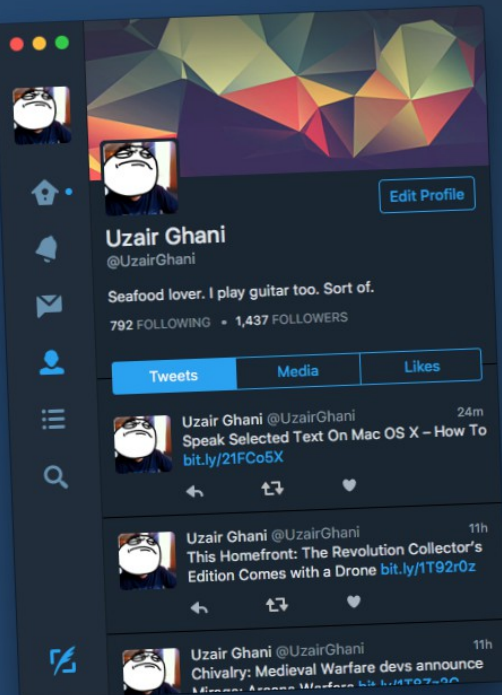 Edit Profile
Uzair Ghani
@UzairGhani
Seafood lover. I play guitar too. Sort of.
792 FOLLOWING • 1,437 FOLLOWERS
Tweets Media Likes
Uzair Ghani @UzairGhani 24m
Speak Selected Text On Mac OS X – How To
bit.ly/21FCo5X
Uzair Ghani @UzairGhani 11h
This Homefront: The Revolution Collector's
Edition Comes with a Drone bit.ly/1T92r0z
Uzair Ghani @UzairGhani 11h
Chivalry: Medieval Warfare devs announce
Mirage: Arcane Warfare